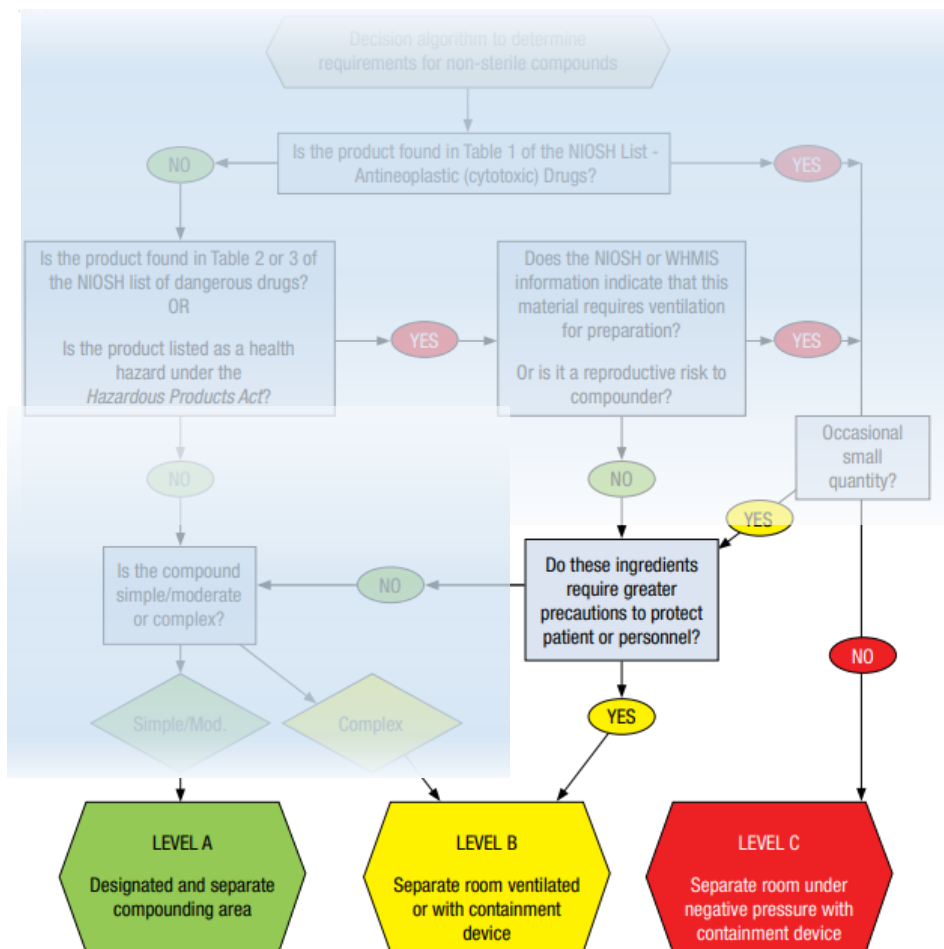 Decision algorithm to determine
requirements for non-sterile compounds
Is the product found in Table 1 of the NIOSH List -
Antineoplastic (cytotoxic) Drugs?
NO
YES
Is the product found in Table 2 or 3 of
the NIOSH list of dangerous drugs?
OR
Is the product listed as a health
hazard under the
Hazardous Products Act?
YES
Does the NIOSH or WHMIS
information indicate that this
material requires ventilation
for preparation?
Or is it a reproductive risk to
compounder?
YES
Occasional
small
quantity?
NO
NO
YES
Is the compound
simple/moderate
or complex?
NO
Do these ingredients
require greater
precautions to protect
patient or personnel?
NO
Simple/Mod.
Complex
YES
LEVEL A
Designated and separate
compounding area
LEVEL B
Separate room ventilated
or with containment
device
LEVEL C
Separate room under
negative pressure with
containment device